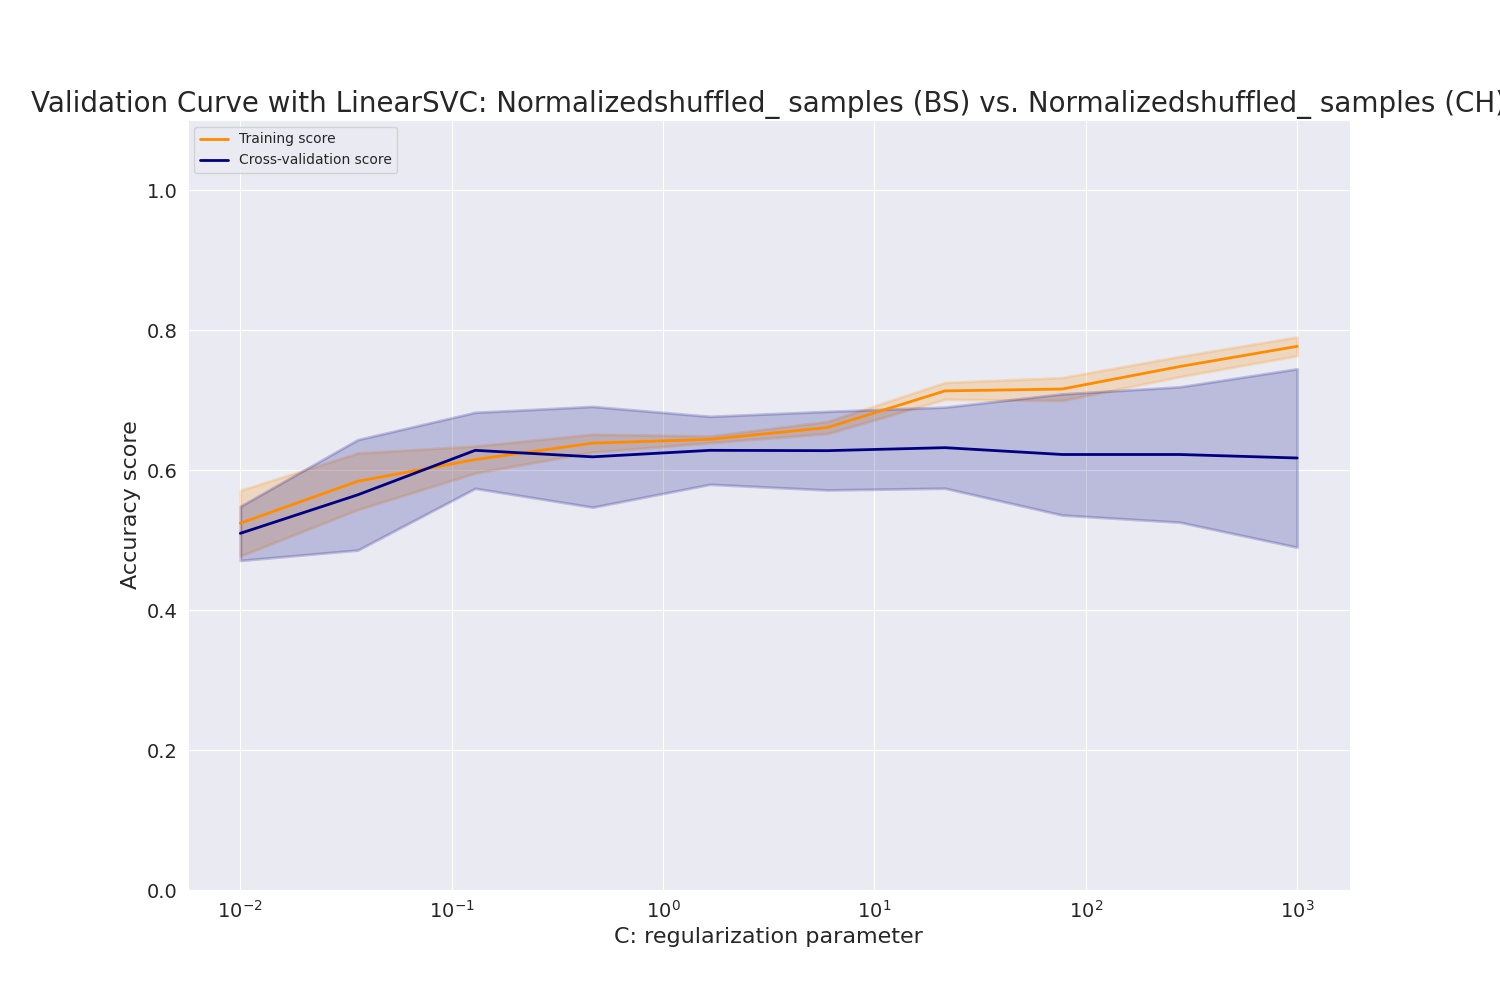 Validation Curve with LinearSVC: Normalizedshuffled_ samples (BS) vs. Normalizedshuffled_ samples (CH)
Training score
Cross-validation score
1.0
0.8
0.6
0.4
0.2
0.0
Accuracy score
10⁻² 10⁻¹ 10⁰ 10¹ 10² 10³
C: regularization parameter